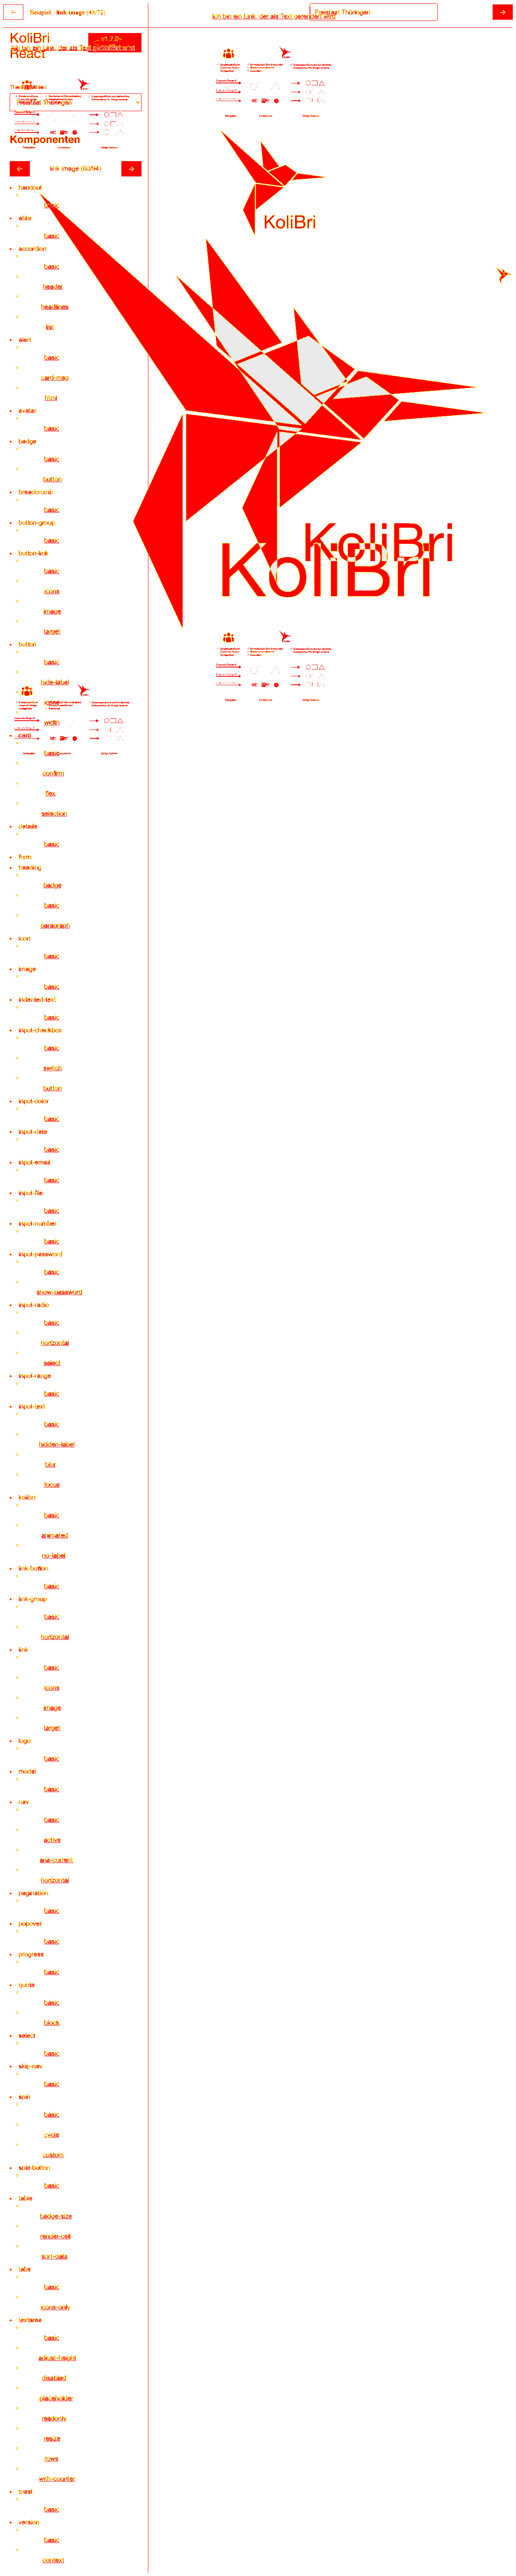 Beispiel: link image (48/72)
Ich bin ein Link, der als Text gerendert wird
Freistaat Thüringen
KoliBri
React
v1.7.0-
Ich bin ein Link, der als Text gerendert wird
Freistaat Thüringen
Komponenten
link image (63/94)
KoliBri
KoliBri
KoliBri
handout
basic
abbr
basic
accordion
basic
header
headlines
list
alert
basic
card-msg
html
avatar
basic
badge
basic
button
breadcrumb
basic
button-group
basic
button-link
basic
icons
image
target
button
basic
hide-label
icons
width
card
basic
confirm
flex
selection
details
basic
form
heading
badge
basic
paragraph
icon
basic
image
basic
indented-text
basic
input-checkbox
basic
switch
button
input-color
basic
input-date
basic
input-email
basic
input-file
basic
input-number
basic
input-password
basic
show-password
input-radio
basic
horizontal
select
input-range
basic
input-text
basic
hidden-label
blur
focus
kolibri
basic
animated
no-label
link-button
basic
link-group
basic
horizontal
link
basic
icons
image
target
logo
basic
modal
basic
nav
basic
active
aria-current
horizontal
pagination
basic
popover
basic
progress
basic
quote
basic
block
select
basic
skip-nav
basic
spin
basic
cycle
custom
split-button
basic
table
badge-size
render-cell
sort-data
tabs
basic
icons-only
textarea
basic
adjust-height
disabled
placeholder
readonly
resize
rows
with-counter
toast
basic
version
basic
context